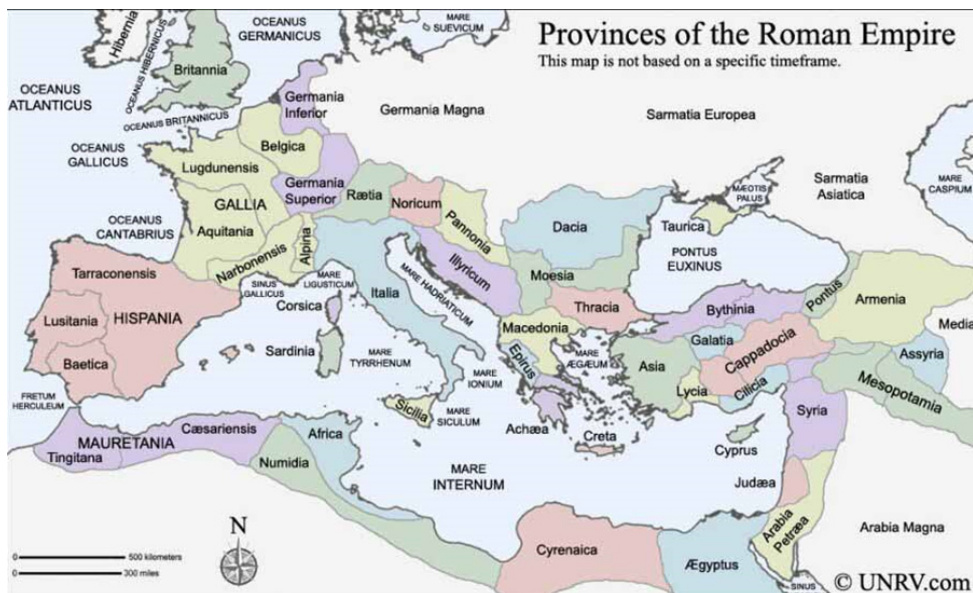 Provinces of the Roman Empire
This map is not based on a specific timeframe.
Hibernia
OCEANUS HIBERNICUS
Britannia
OCEANUS
GERMANICUS
MARE
SUEVICUM
OCEANUS
ATLANTICUS
OCEANUS BRITANNICUS
OCEANUS
GALLICUS
OCEANUS
CANTABRIUS
Germania
Inferior
Germania Magna
Sarmatia Europea
Sarmatia
Asiatica
MARE
CASPIUM
MÆOTIS
PALUS
Belgica
Lugdunensis
Germania
Superior
GALLIA
Aquitania
Narbonensis
Alpina
Rætia
Noricum
Pannonia
Illyricum
Dacia
Taurica
PONTUS
EUXINUS
Moesia
Thracia
Tarraconensis
Lusitania
HISPANIA
Baetica
SINUS
GALLICUS
MARE
LIGUSTICUM
MARE HADRIATICUM
Italia
Corsica
Sardinia
MARE
TYRRHENUM
MARE
IONIUM
Macedonia
Epirus
MARE
ÆGÆUM
Bythinia
Pontus
Armenia
Media
Galatia
Cappadocia
Asia
Lycia
Cilicia
Assyria
Mesopotamia
Syria
FRETUM
HERCULEUM
MAURETANIA
Tingitana
Cæsariensis
Numidia
Africa
Sicilia
MARE
SICULUM
Achæa
Creta
Cyprus
MARE
INTERNUM
Judæa
Arabia
Petræa
Arabia Magna
Cyrenaica
Ægyptus
SINUS
N
0 500 kilometers
0 300 miles
© UNRV.com